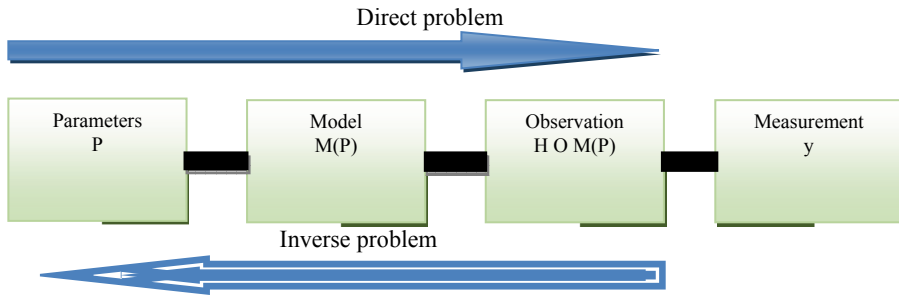 Direct problem
Parameters
P
Model
M(P)
Observation
H O M(P)
Measurement
y
Inverse problem